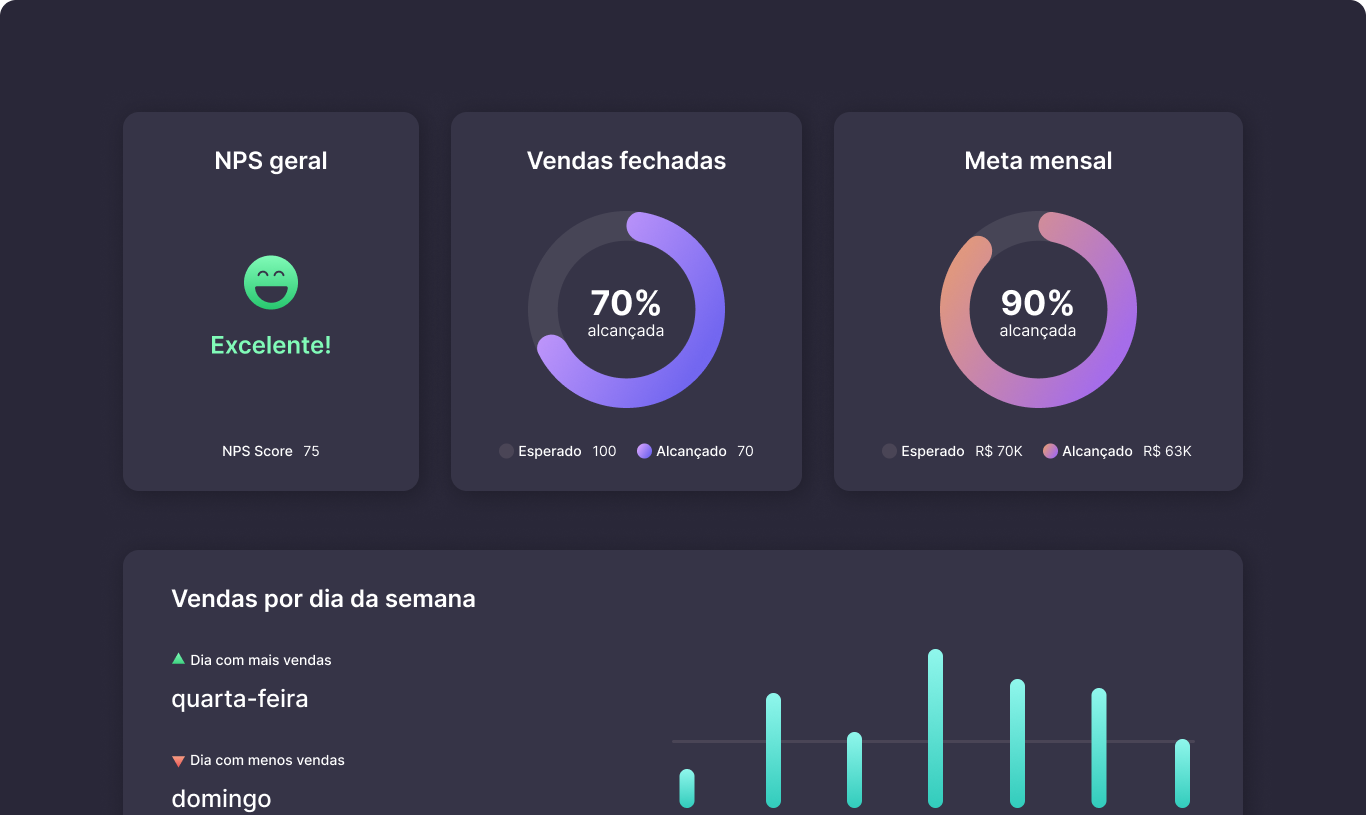 NPS geral
Excelente!
NPS Score 75
Vendas fechadas
70%
alcançada
Esperado 100 Alcançado 70
Meta mensal
90%
alcançada
Esperado R$ 70K Alcançado R$ 63K
Vendas por dia da semana
Dia com mais vendas
quarta-feira
Dia com menos vendas
domingo